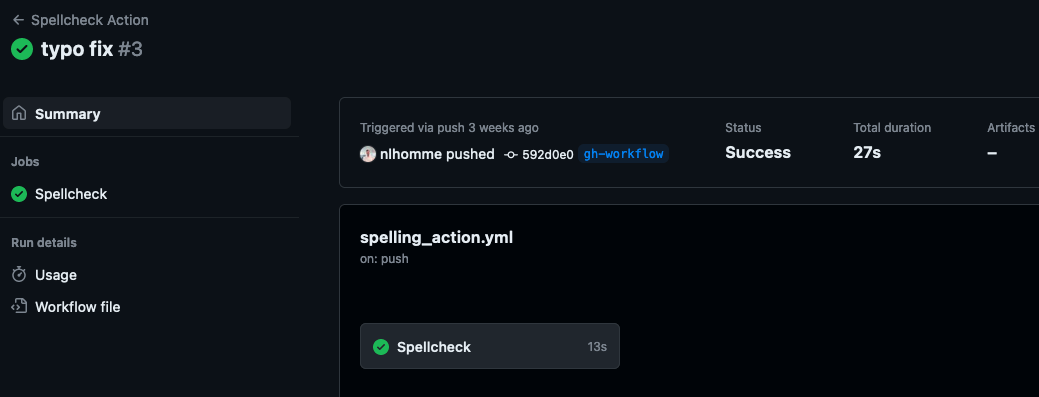 ← Spellcheck Action
typo fix #3
Summary
Jobs
Spellcheck
Run details
Usage
Workflow file
Triggered via push 3 weeks ago
nlhomme pushed 592d0e0 gh-workflow
Status
Success
Total duration
27s
Artifacts
–
spelling_action.yml
on: push
Spellcheck 13s